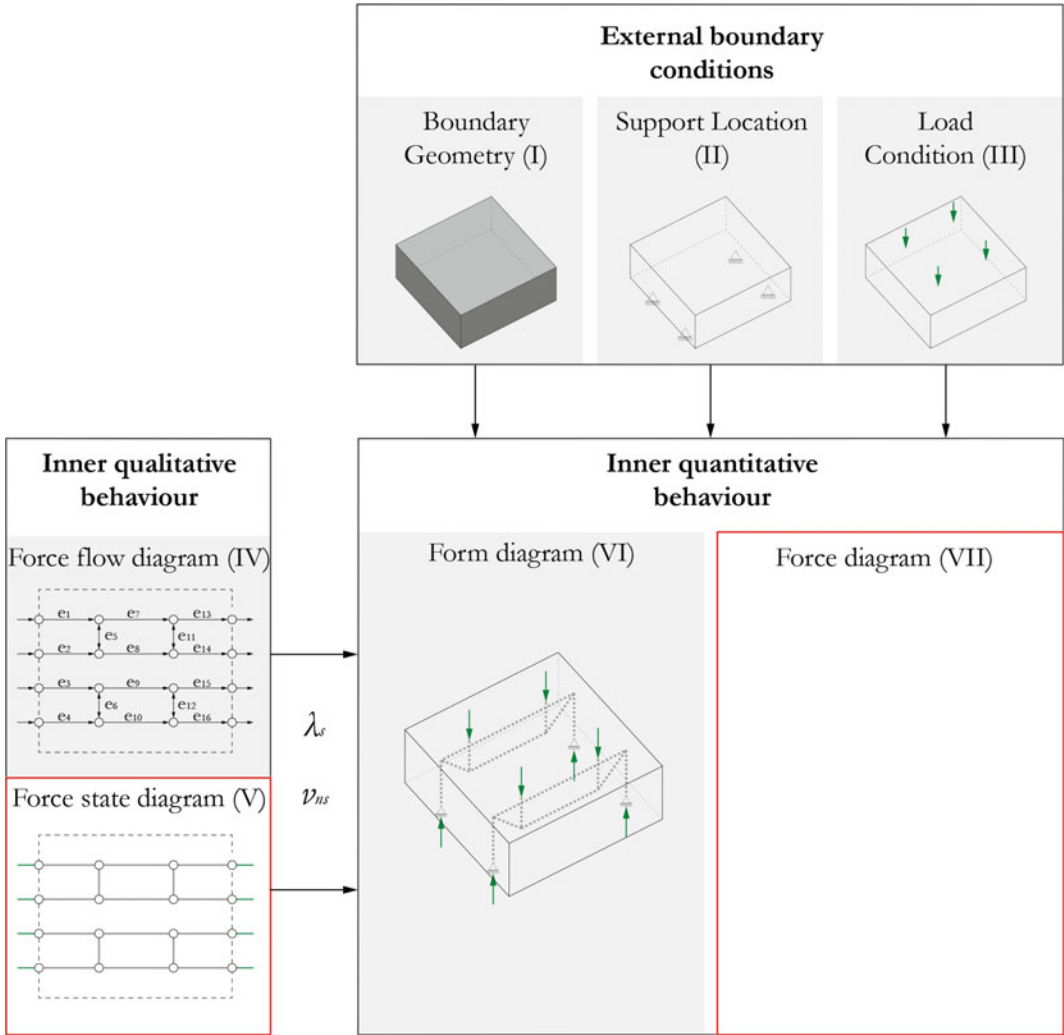 External boundary
conditions
Boundary
Geometry (I)
Support Location
(II)
Load
Condition (III)
Inner qualitative
behaviour
Force flow diagram (IV)
e1 e7 e13
e5 e11
e2 e8 e14
e3 e9 e15
e6 e12
e4 e10 e16
Force state diagram (V)
λs
νns
Inner quantitative
behaviour
Form diagram (VI)
Force diagram (VII)